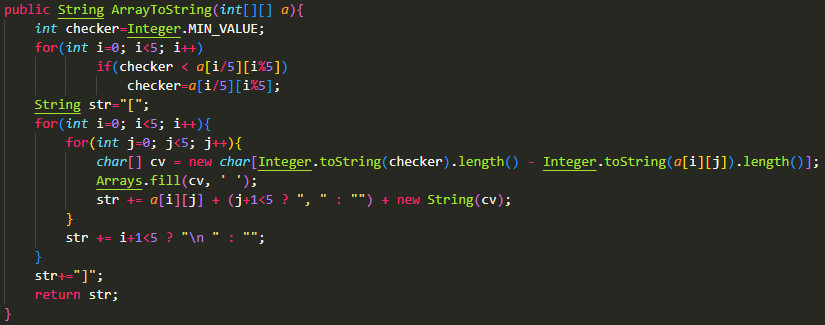 public String ArrayToString(int[][] a){
    int checker=Integer.MIN_VALUE;
    for(int i=0; i<5; i++)
            if(checker < a[i/5][i%5])
                checker=a[i/5][i%5];
    String str="[";
    for(int i=0; i<5; i++){
        for(int j=0; j<5; j++){
            char[] cv = new char[Integer.toString(checker).length() - Integer.toString(a[i][j]).length()];
            Arrays.fill(cv, ' ');
            str += a[i][j] + (j+1<5 ? ", " : "") + new String(cv);
        }
        str += i+1<5 ? "\n " : "";
    }
    str+="]";
    return str;
}